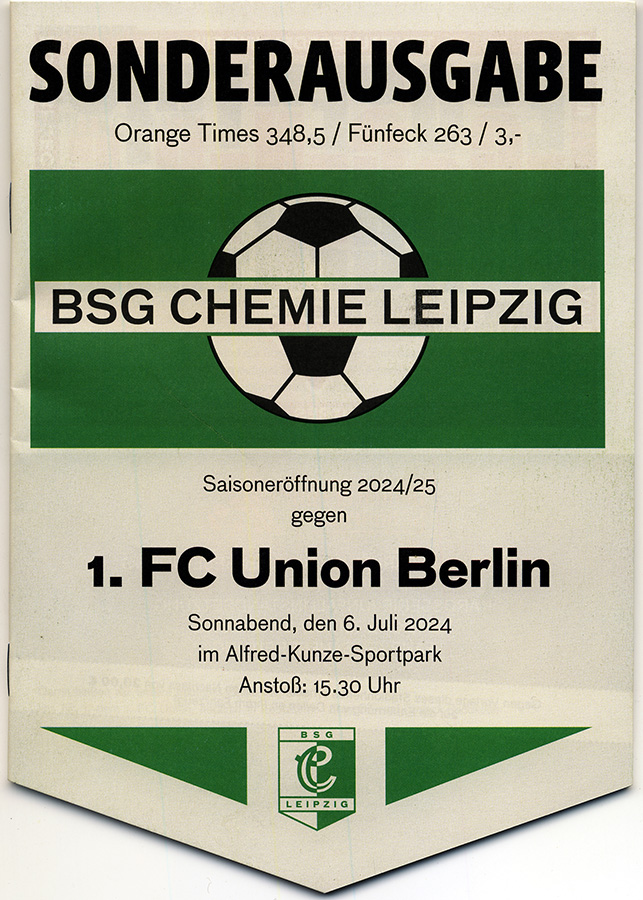 SONDERAUSGABE
Orange Times 348,5 / Fünfeck 263 / 3,-
BSG CHEMIE LEIPZIG
Saisoneröffnung 2024/25
gegen
1. FC Union Berlin
Sonnabend, den 6. Juli 2024
im Alfred-Kunze-Sportpark
Anstoß: 15.30 Uhr
BSG
LEIPZIG